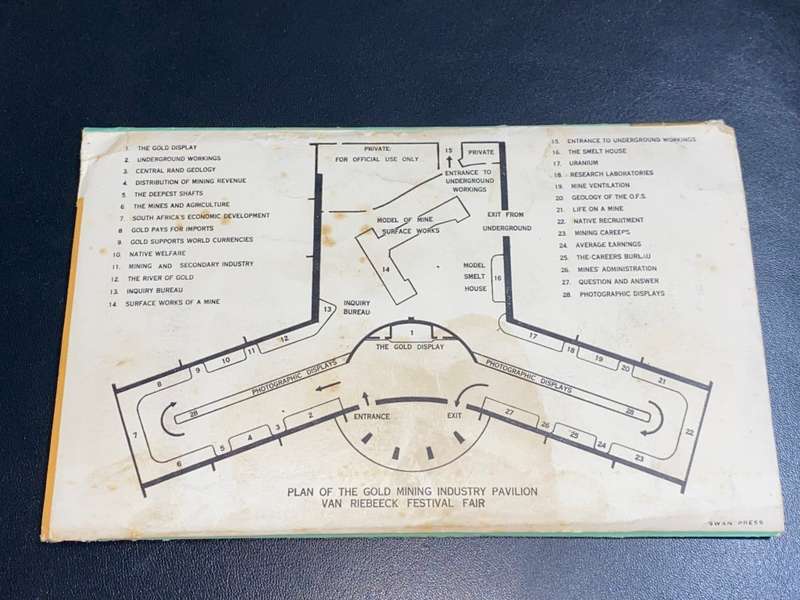 1. THE GOLD DISPLAY
2. UNDERGROUND WORKINGS
3. CENTRAL RAND GEOLOGY
4. DISTRIBUTION OF MINING REVENUE
5. THE DEEPEST SHAFTS
6. THE MINES AND AGRICULTURE
7. SOUTH AFRICA'S ECONOMIC DEVELOPMENT
8. GOLD PAYS FOR IMPORTS
9. GOLD SUPPORTS WORLD CURRENCIES
10. NATIVE WELFARE
11. MINING AND SECONDARY INDUSTRY
12. THE RIVER OF GOLD
13. INQUIRY BUREAU
14. SURFACE WORKS OF A MINE
PRIVATE:
FOR OFFICIAL USE ONLY
15
PRIVATE
ENTRANCE TO
UNDERGROUND
WORKINGS
MODEL OF MINE
SURFACE WORKS
EXIT FROM
UNDERGROUND
14
MODEL
SMELT
HOUSE
16
13
INQUIRY
BUREAU
15. ENTRANCE TO UNDERGROUND WORKINGS
16. THE SMELT HOUSE
17. URANIUM
18. RESEARCH LABORATORIES
19. MINE VENTILATION
20. GEOLOGY OF THE O.F.S.
21. LIFE ON A MINE
22. NATIVE RECRUITMENT
23. MINING CAREERS
24. AVERAGE EARNINGS
25. THE CAREERS BUREAU
26. MINES' ADMINISTRATION
27. QUESTION AND ANSWER
28. PHOTOGRAPHIC DISPLAYS
1
THE GOLD DISPLAY
8
9
10
11
12
PHOTOGRAPHIC DISPLAYS
28
7
6
5
4
3
2
ENTRANCE
EXIT
17
18
19
20
21
PHOTOGRAPHIC DISPLAYS
28
22
27
26
25
24
23
PLAN OF THE GOLD MINING INDUSTRY PAVILION
VAN RIEBEECK FESTIVAL FAIR
SWAN PRESS